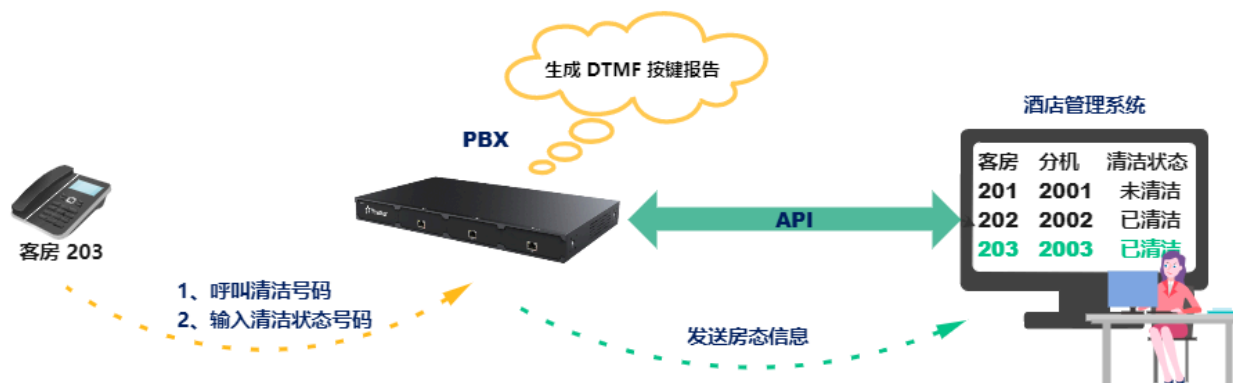 生成 DTMF 按键报告
酒店管理系统
PBX
客房 分机 清洁状态
201 2001 未清洁
202 2002 已清洁
203 2003 已清洁
API
客房 203
1、呼叫清洁号码
2、输入清洁状态号码
发送房态信息